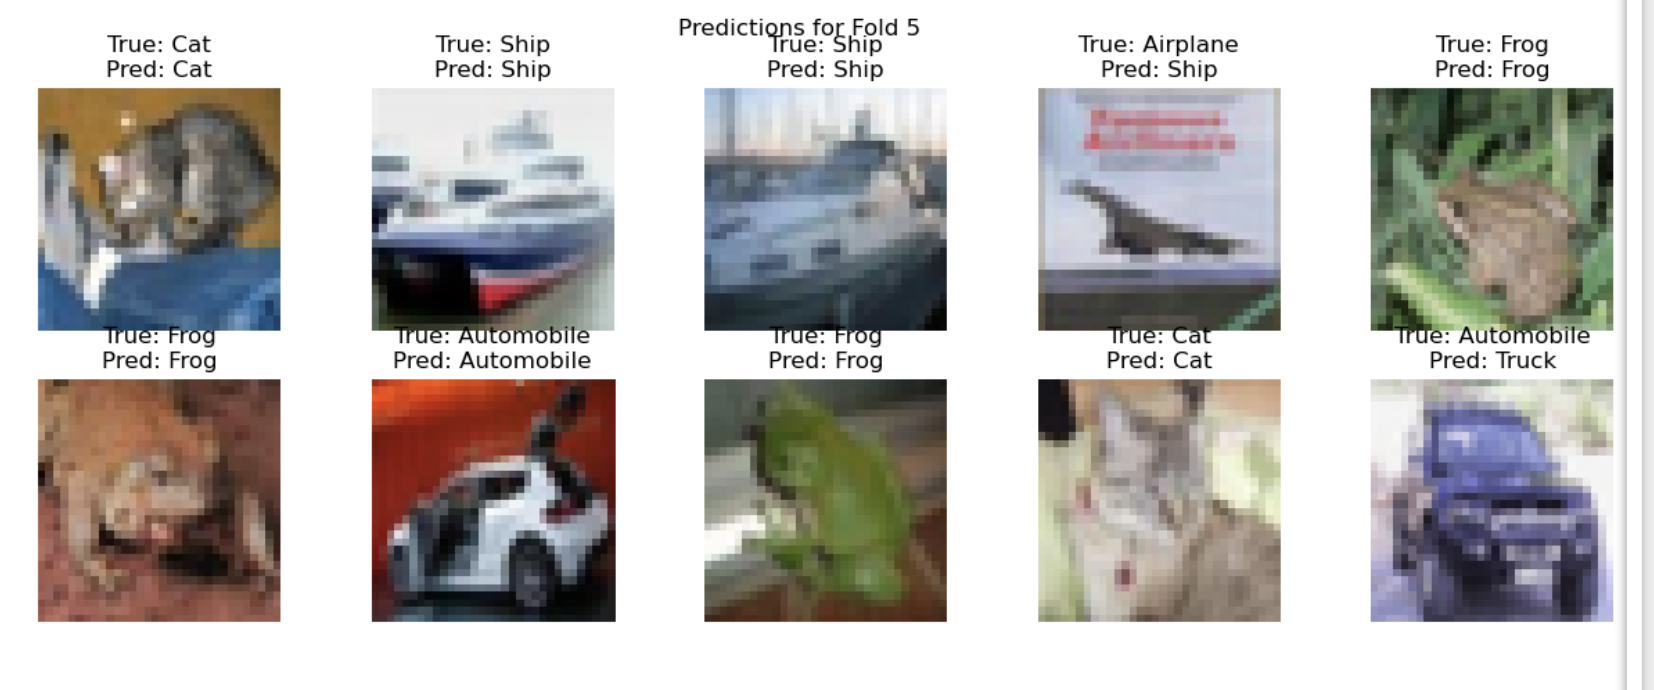 Predictions for Fold 5
True: Cat
Pred: Cat
True: Ship
Pred: Ship
True: Ship
Pred: Ship
True: Airplane
Pred: Ship
True: Frog
Pred: Frog
True: Frog
Pred: Frog
True: Automobile
Pred: Automobile
True: Frog
Pred: Frog
True: Cat
Pred: Cat
True: Automobile
Pred: Truck